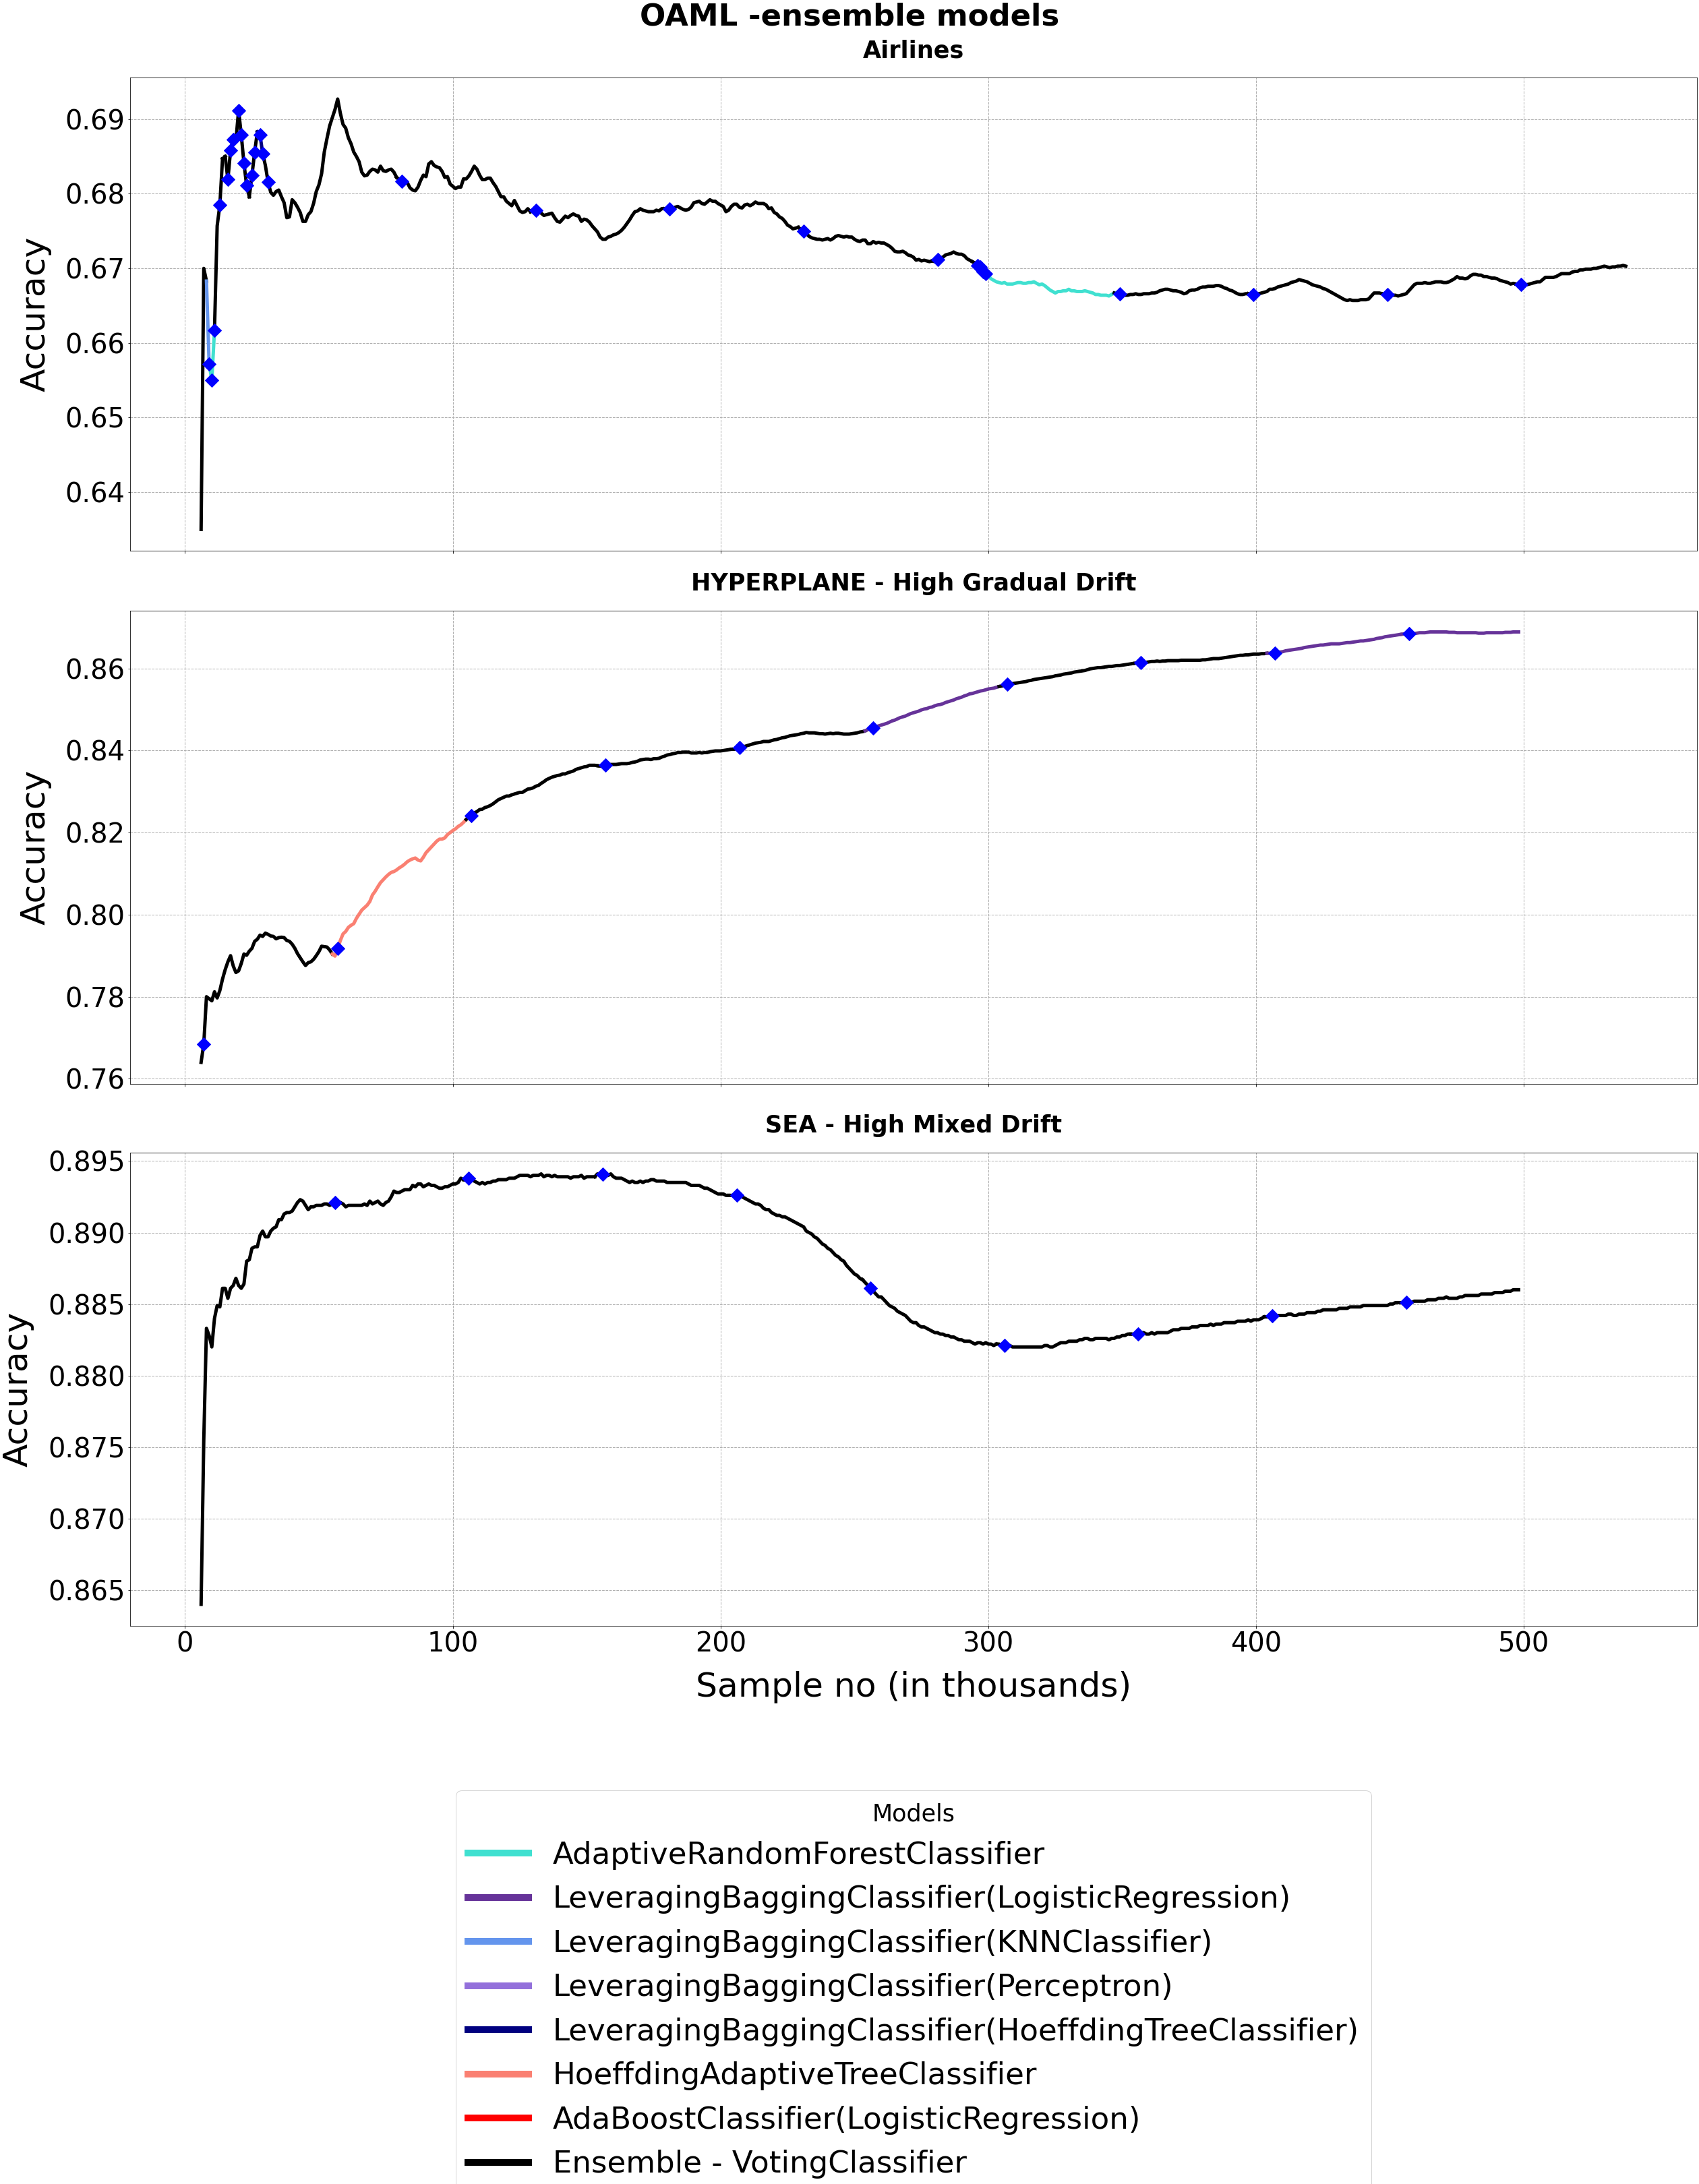 OAML -ensemble models
Airlines
0.69
0.68
0.67
0.66
0.65
0.64
Accuracy
HYPERPLANE - High Gradual Drift
0.86
0.84
0.82
0.80
0.78
0.76
Accuracy
SEA - High Mixed Drift
0.895
0.890
0.885
0.880
0.875
0.870
0.865
Accuracy
0 100 200 300 400 500
Sample no (in thousands)
Models
AdaptiveRandomForestClassifier
LeveragingBaggingClassifier(LogisticRegression)
LeveragingBaggingClassifier(KNNClassifier)
LeveragingBaggingClassifier(Perceptron)
LeveragingBaggingClassifier(HoeffdingTreeClassifier)
HoeffdingAdaptiveTreeClassifier
AdaBoostClassifier(LogisticRegression)
Ensemble - VotingClassifier